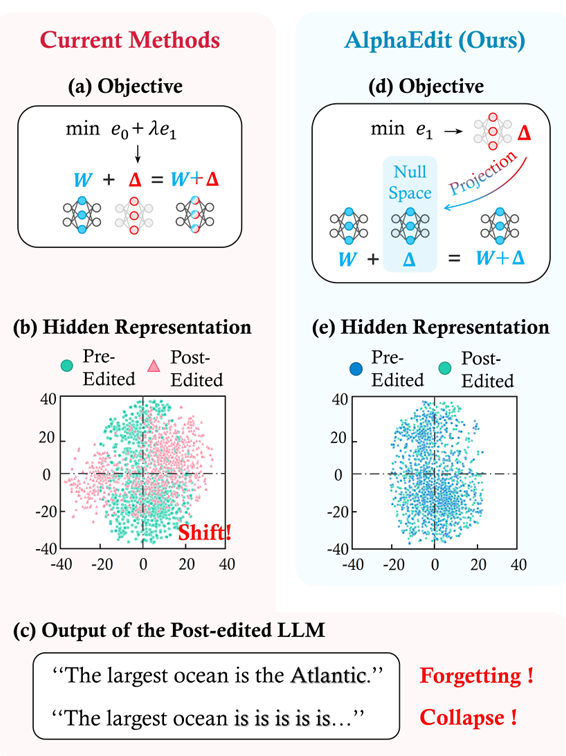 Current Methods
(a) Objective
min e₀ + λe₁
W + Δ = W+Δ
(b) Hidden Representation
Pre-Edited
Post-Edited
40
20
0
-20
-40
Shift!
-40 -20 0 20 40
AlphaEdit (Ours)
(d) Objective
min e₁ → Δ
Null Space
Projection
W + Δ = W+Δ
(e) Hidden Representation
Pre-Edited
Post-Edited
40
20
0
-20
-40
-40 -20 0 20 40
(c) Output of the Post-edited LLM
“The largest ocean is the Atlantic.” Forgetting !
“The largest ocean is is is is is…” Collapse !